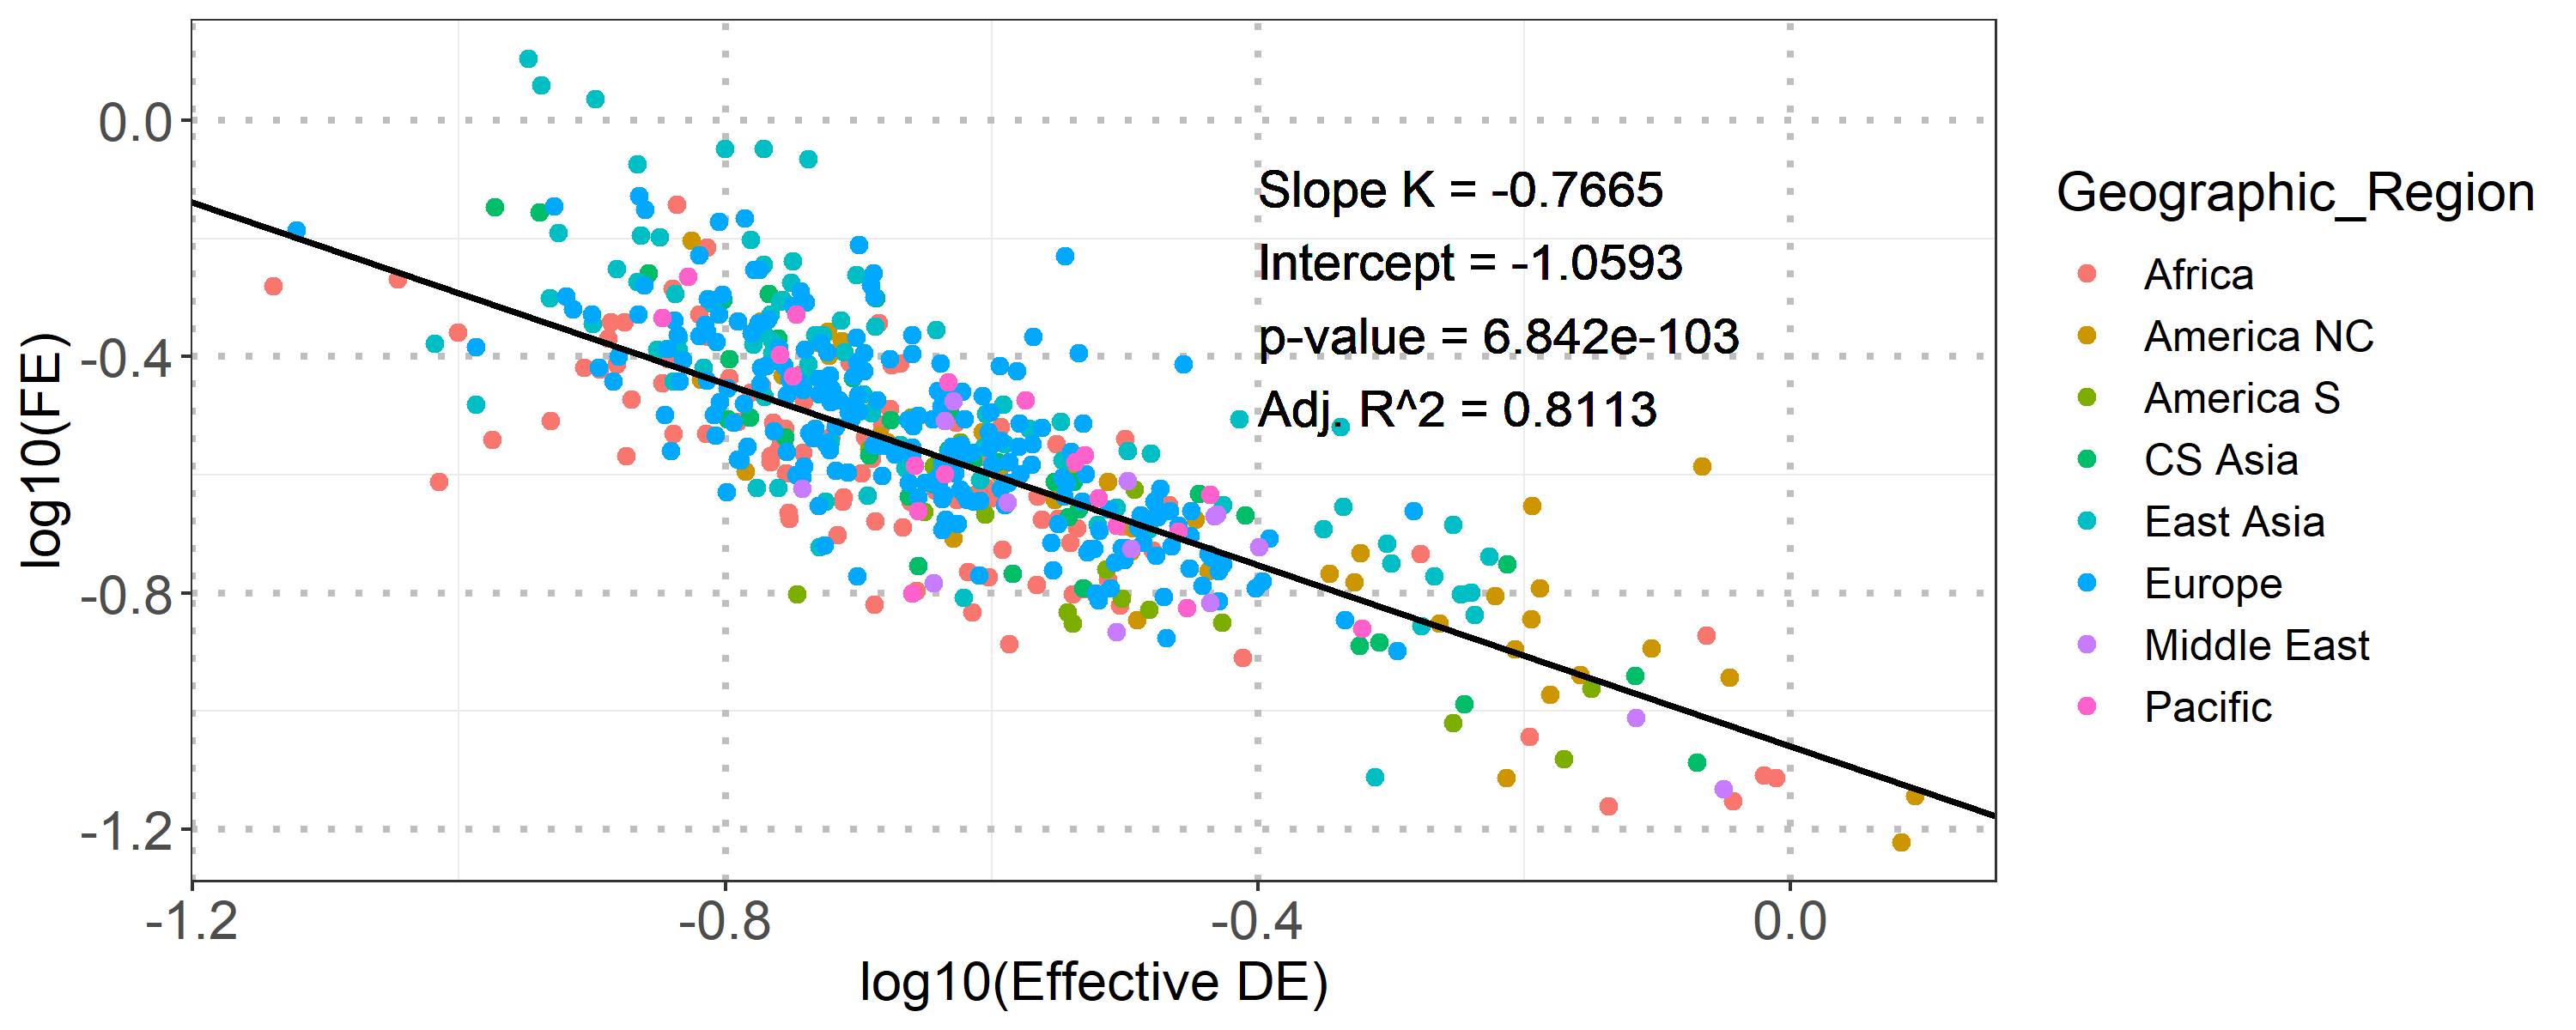 log10(FE)
0.0
-0.4
-0.8
-1.2
Slope K = -0.7665
Intercept = -1.0593
p-value = 6.842e-103
Adj. R^2 = 0.8113
-1.2
-0.8
-0.4
0.0
log10(Effective DE)
Geographic_Region
Africa
America NC
America S
CS Asia
East Asia
Europe
Middle East
Pacific